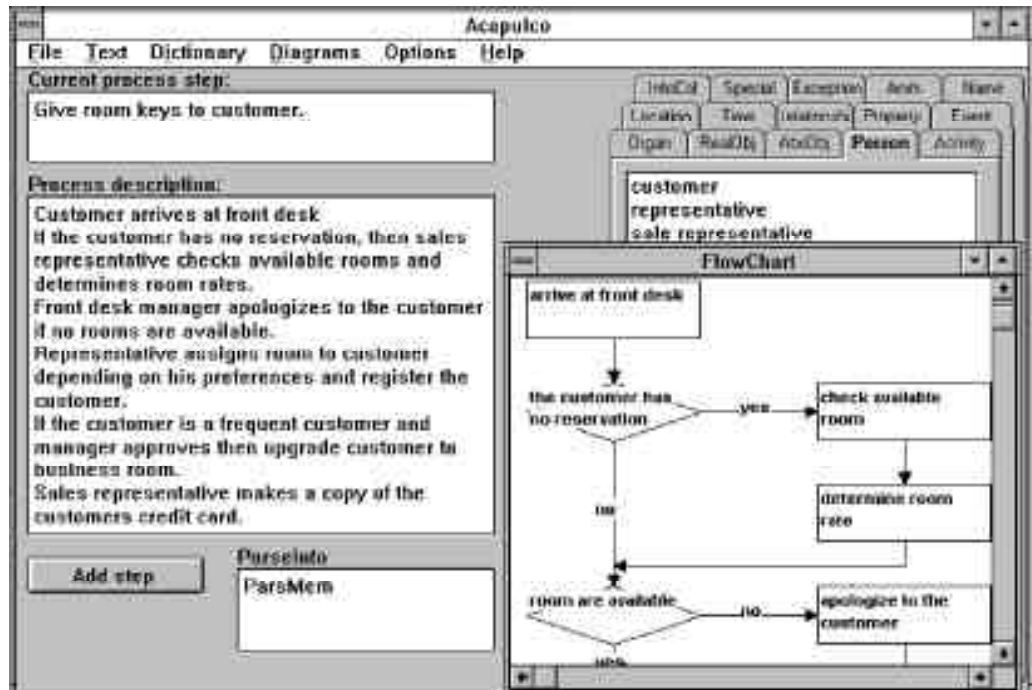 Acapulco
File Text Dictionary Diagrams Options Help
Current process step:
Give room keys to customer.
Process description:
Customer arrives at front desk
If the customer has no reservation, then sales
representative checks available rooms and
determines room rates.
Front desk manager apologizes to the customer
if no rooms are available.
Representative assigns room to customer
depending on his preferences and register the
customer.
If the customer is a frequent customer and
manager approves then upgrade customer to
business room.
Sales representative makes a copy of the
customers credit card.
Add step
ParseInfo
ParsMem
InfoCol Special Exception Name
Location Time Property Event
Organ RealObj AbsObj Person Activity
customer
representative
sale representative
FlowChart
arrive at front desk
the customer has
no reservation
yes
check available
room
no
determine room
rate
room are available
no
apologize to the
customer
yes